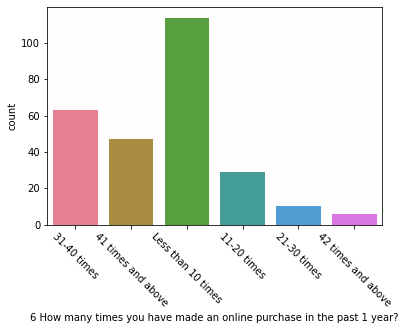 100
80
60
40
20
0
count
31-40 times
41 times and above
Less than 10 times
11-20 times
21-30 times
42 times and above
6 How many times you have made an online purchase in the past 1 year?